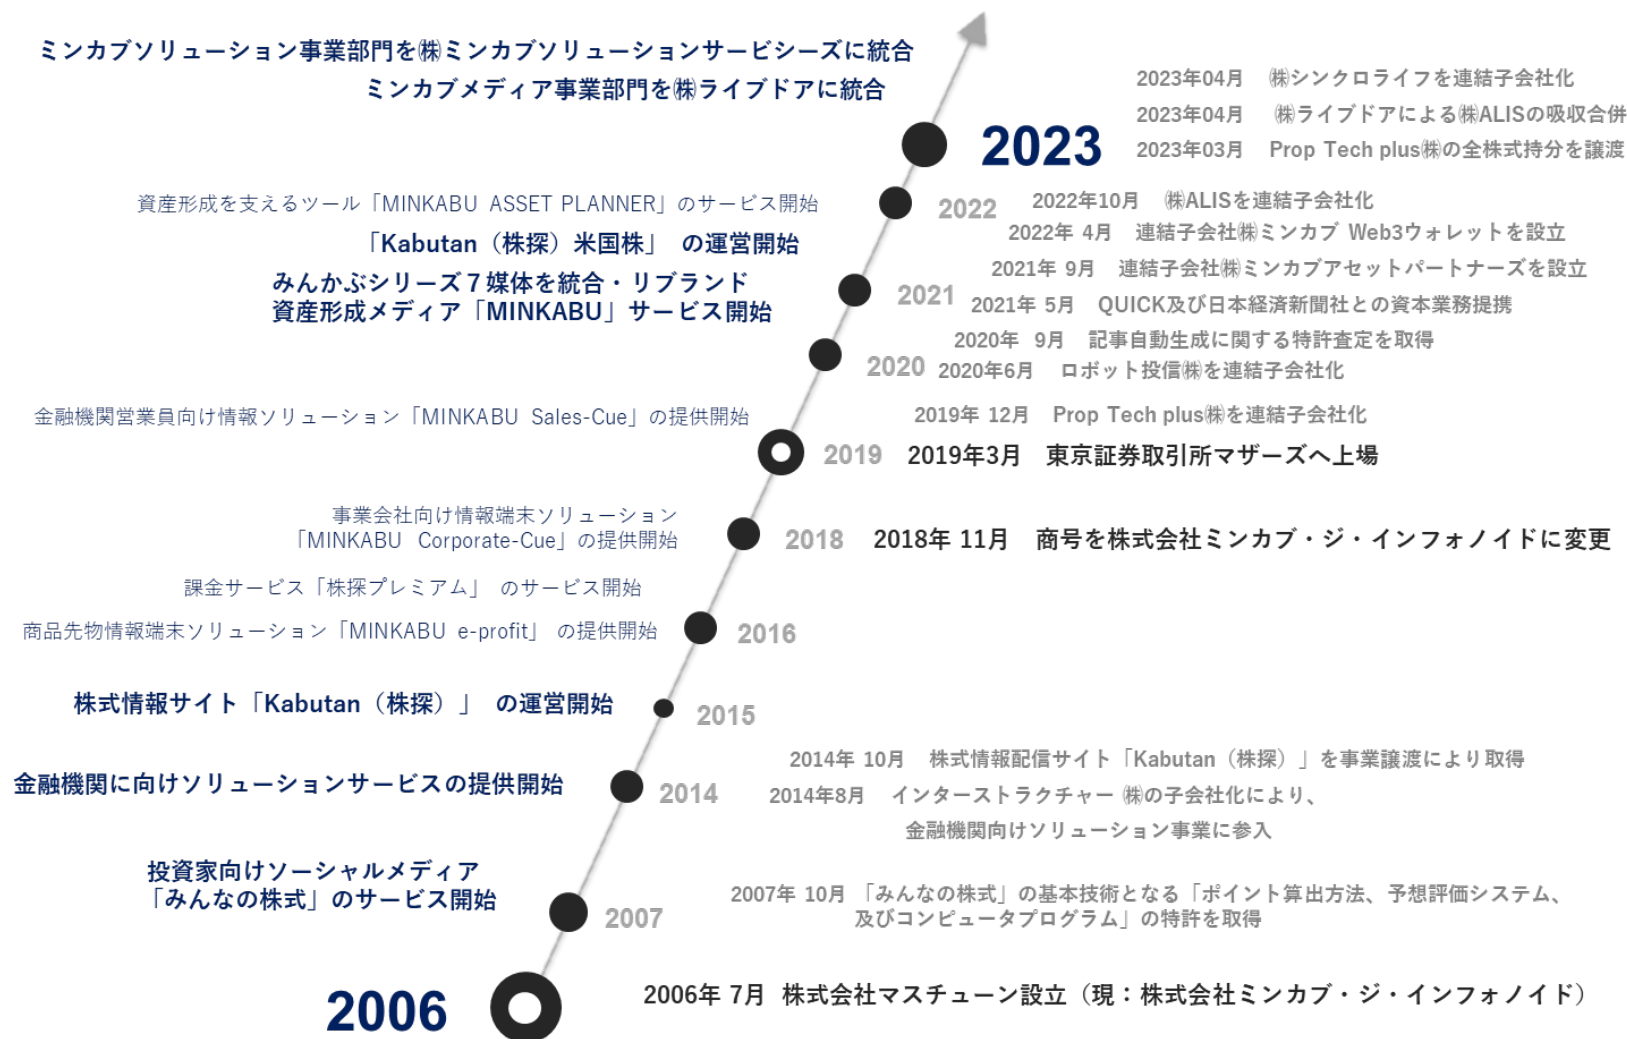 ミンカブソリューション事業部門を㈱ミンカブソリューションサービシーズに統合
ミンカブメディア事業部門を㈱ライブドアに統合
2023
2023年04月 ㈱シンクロライフを連結子会社化
2023年04月 ㈱ライブドアによる㈱ALISの吸収合併
2023年03月 Prop Tech plus㈱の全株式持分を譲渡
資産形成を支えるツール「MINKABU ASSET PLANNER」のサービス開始
「Kabutan（株探）米国株」 の運営開始
2022
2022年10月 ㈱ALISを連結子会社化
2022年 4月 連結子会社㈱ミンカブ Web3ウォレットを設立
みんかぶシリーズ７媒体を統合・リブランド
資産形成メディア「MINKABU」サービス開始
2021
2021年 9月 連結子会社㈱ミンカブアセットパートナーズを設立
2021年 5月 QUICK及び日本経済新聞社との資本業務提携
2020
2020年 9月 記事自動生成に関する特許査定を取得
2020年6月 ロボット投信㈱を連結子会社化
金融機関営業員向け情報ソリューション「MINKABU Sales-Cue」の提供開始
2019
2019年 12月 Prop Tech plus㈱を連結子会社化
2019年3月 東京証券取引所マザーズへ上場
事業会社向け情報端末ソリューション
「MINKABU Corporate-Cue」の提供開始
2018
2018年 11月 商号を株式会社ミンカブ・ジ・インフォノイドに変更
課金サービス「株探プレミアム」 のサービス開始
商品先物情報端末ソリューション「MINKABU e-profit」 の提供開始
2016
株式情報サイト「Kabutan（株探）」 の運営開始
2015
金融機関に向けソリューションサービスの提供開始
2014
2014年 10月 株式情報配信サイト「Kabutan（株探）」を事業譲渡により取得
2014年8月 インターストラクチャー ㈱の子会社化により、
金融機関向けソリューション事業に参入
投資家向けソーシャルメディア
「みんなの株式」のサービス開始
2007
2007年 10月 「みんなの株式」の基本技術となる「ポイント算出方法、予想評価システム、
及びコンピュータプログラム」の特許を取得
2006
2006年 7月 株式会社マスチューン設立（現：株式会社ミンカブ・ジ・インフォノイド）